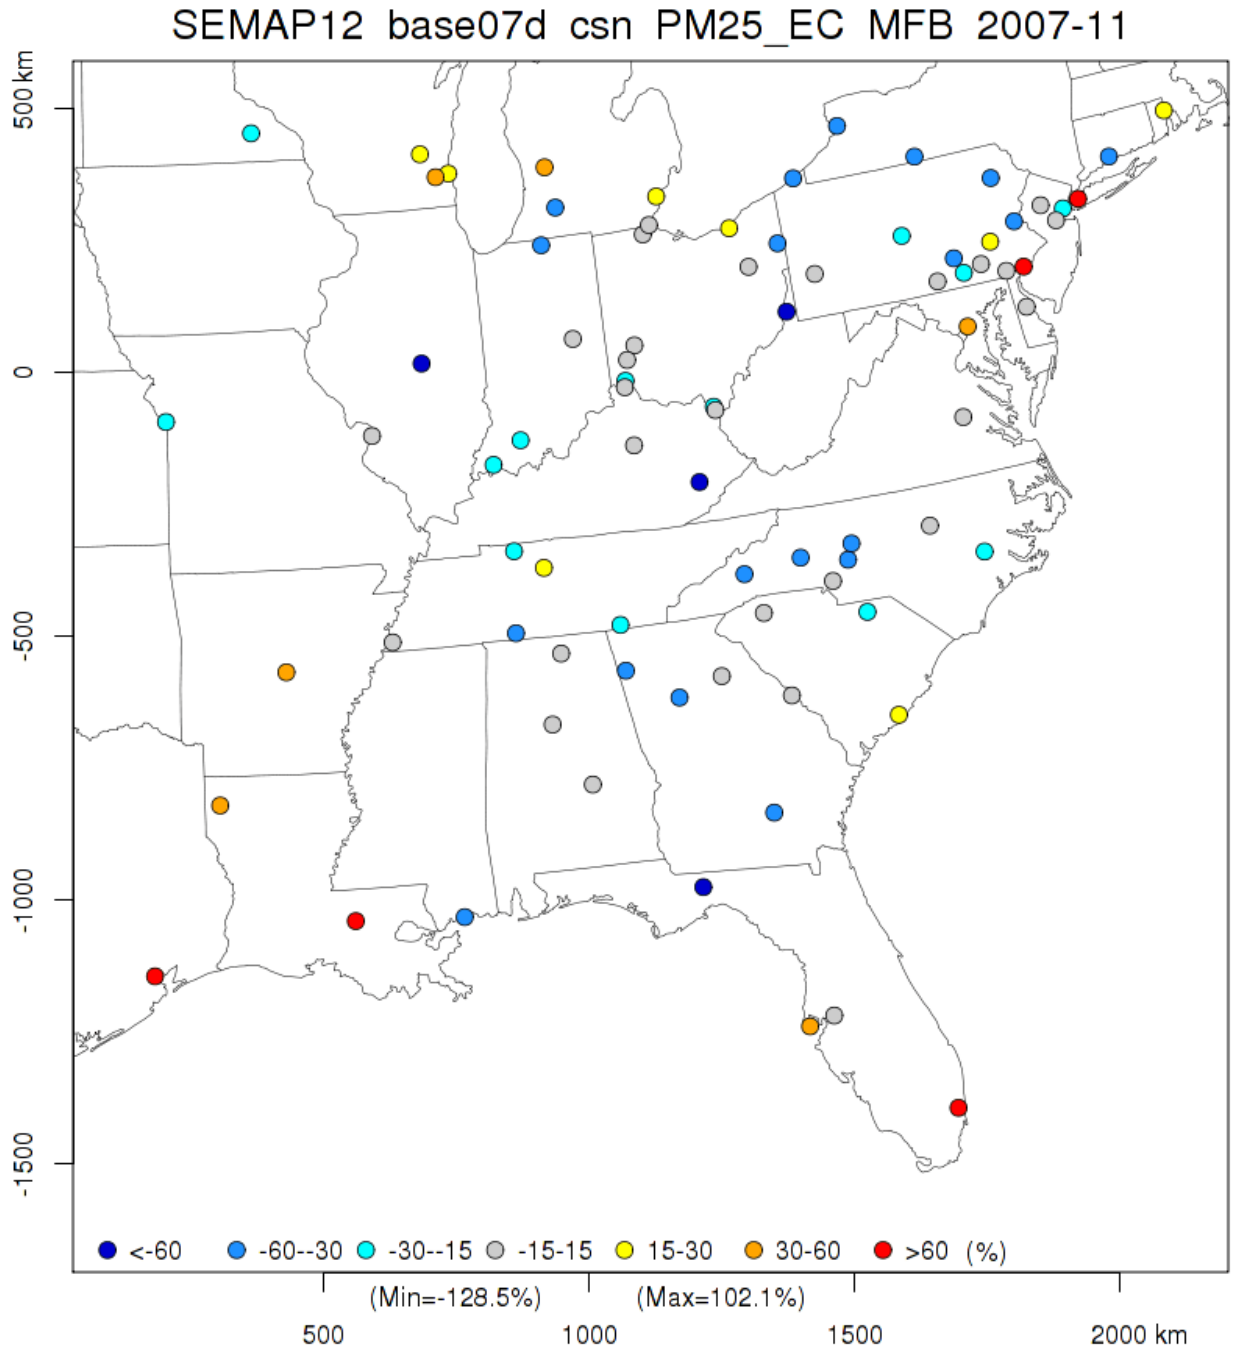 SEMAP12 base07d csn PM25_EC MFB 2007-11
500 km
0
-500
-1000
-1500
<-60 -60--30 -30--15 -15-15 15-30 30-60 >60 (%)
(Min=-128.5%) (Max=102.1%)
500 1000 1500 2000 km